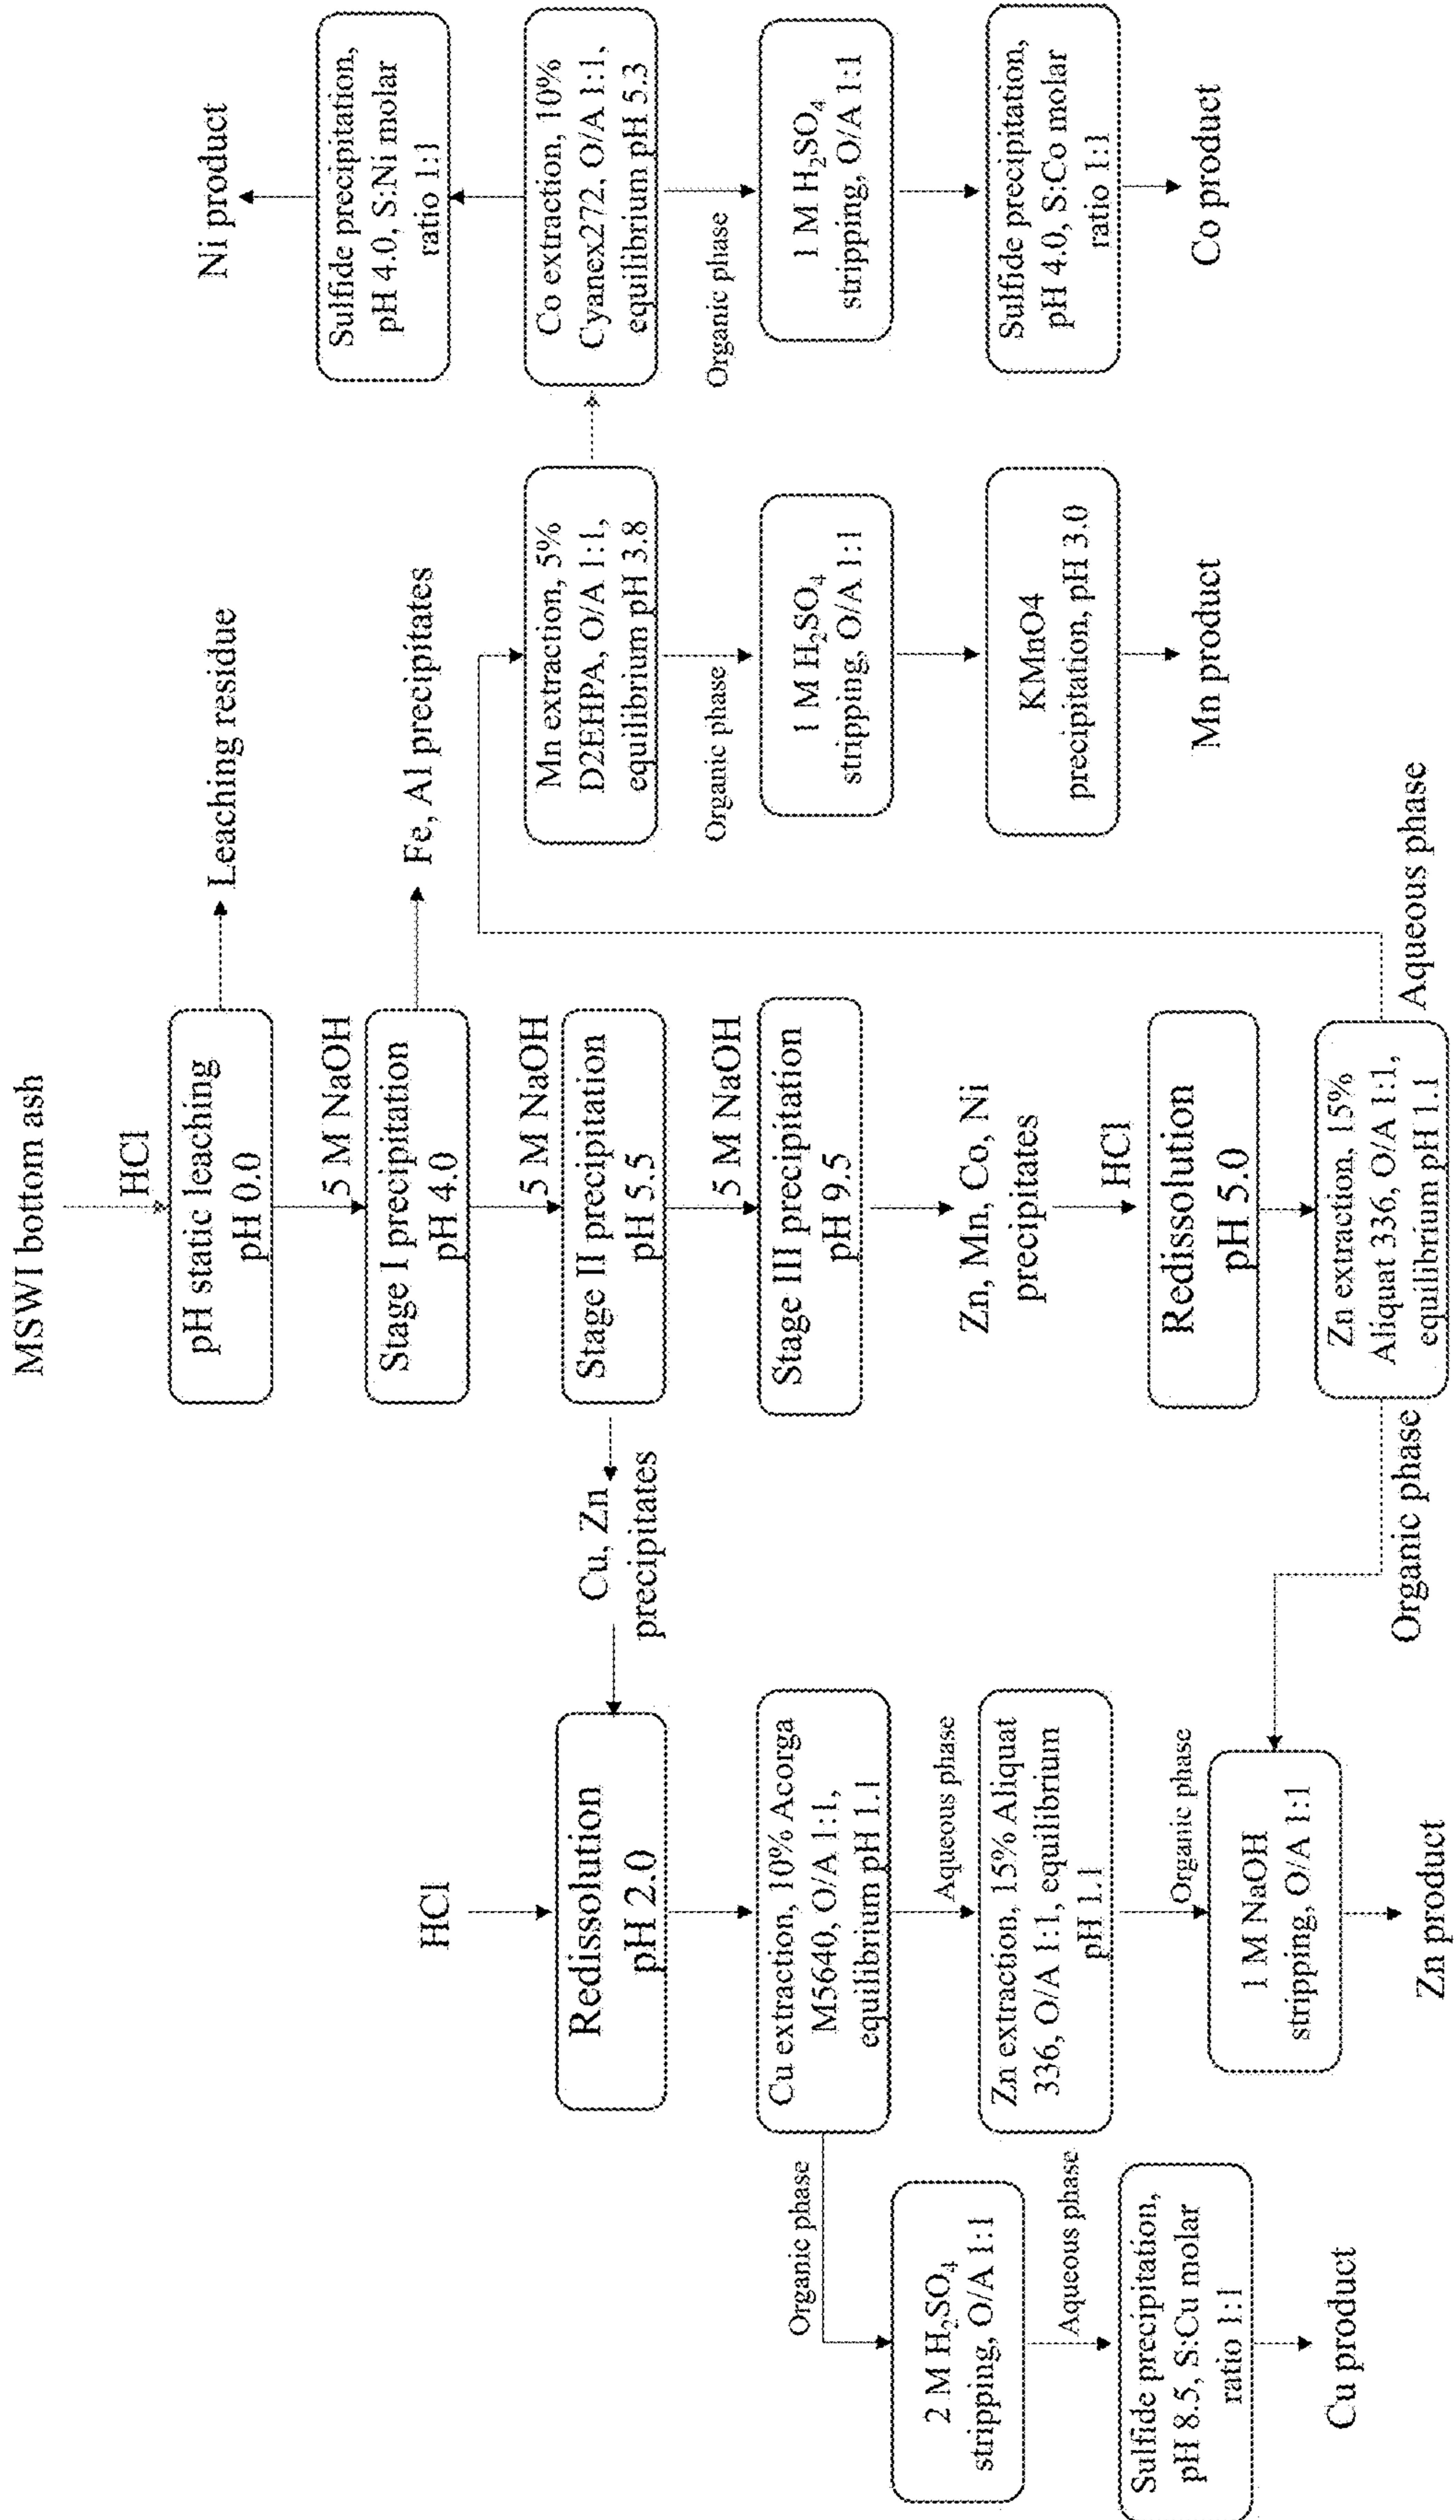 MSWI bottom ash
HCl
pH static leaching
pH 0.0
Leaching residue
5 M NaOH
Stage I precipitation
pH 4.0
Fe, Al precipitates
5 M NaOH
Stage II precipitation
pH 5.5
Cu, Zn
precipitates
5 M NaOH
Stage III precipitation
pH 9.5
Zn, Mn, Co, Ni
precipitates
HCl
Redissolution
pH 5.0
Zn extraction, 15%
Aliquat 336, O/A 1:1,
equilibrium pH 1.1
Organic phase
Aqueous phase
HCl
Redissolution
pH 2.0
Cu extraction, 10% Acorga
M5640, O/A 1:1,
equilibrium pH 1.1
Organic phase
Aqueous phase
2 M H₂SO₄
stripping, O/A 1:1
Aqueous phase
Sulfide precipitation,
pH 8.5, S:Cu molar
ratio 1:1
Cu product
Zn extraction, 15% Aliquat
336, O/A 1:1, equilibrium
pH 1.1
Organic phase
1 M NaOH
stripping, O/A 1:1
Zn product
Mn extraction, 5%
D2EHPA, O/A 1:1,
equilibrium pH 3.8
Organic phase
1 M H₂SO₄
stripping, O/A 1:1
KMnO4
precipitation, pH 3.0
Mn product
Ni product
Sulfide precipitation,
pH 4.0, S:Ni molar
ratio 1:1
Co extraction, 10%
Cyanex272, O/A 1:1,
equilibrium pH 5.3
Organic phase
1 M H₂SO₄
stripping, O/A 1:1
Sulfide precipitation,
pH 4.0, S:Co molar
ratio 1:1
Co product